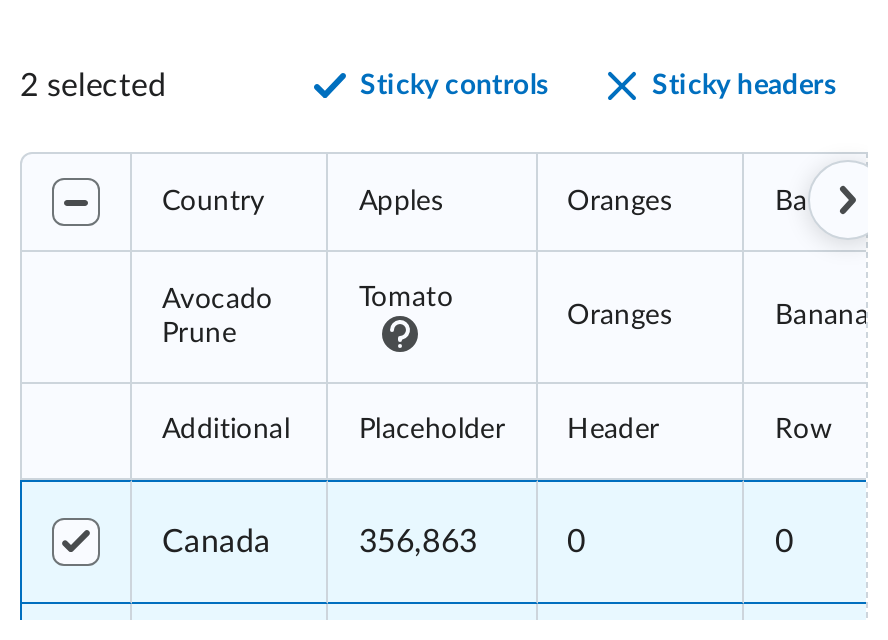 2 selected
Sticky controls
Sticky headers
Country
Apples
Oranges
Ba
Avocado
Prune
Tomato
Oranges
Banana
Additional
Placeholder
Header
Row
Canada
356,863
0
0